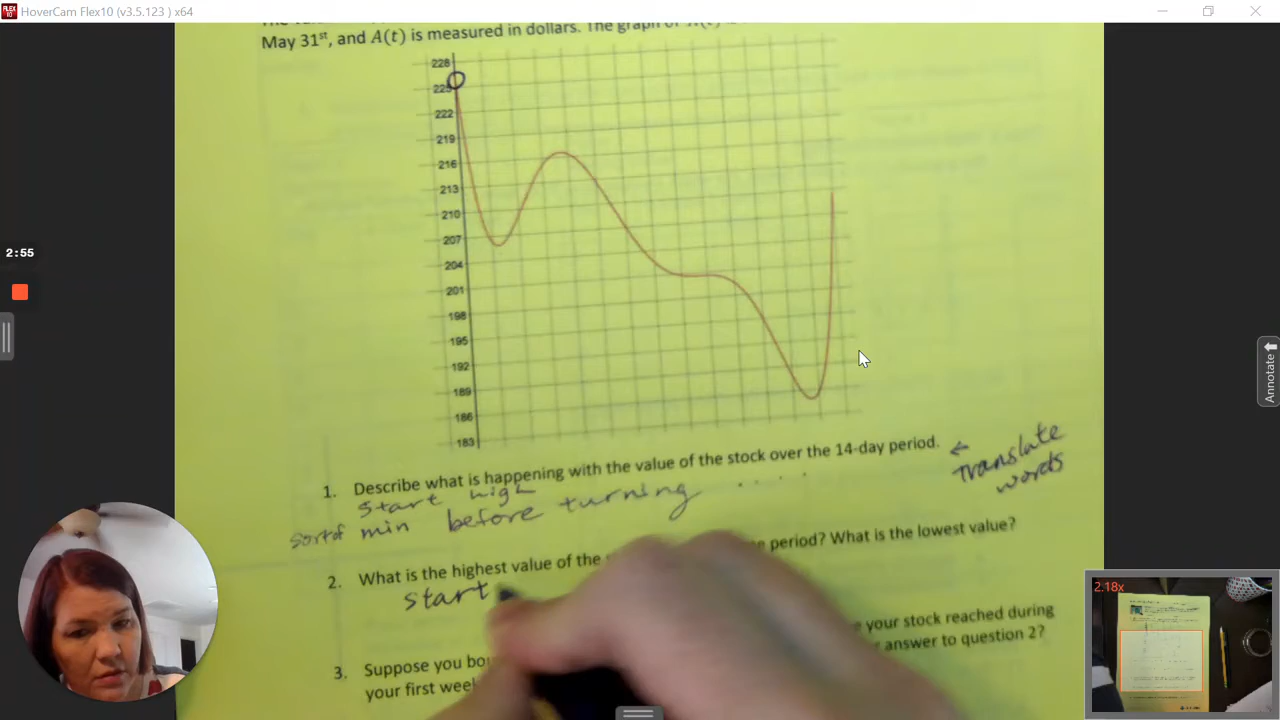 HoverCam Flex10 (v3.5.123 ) x64
May 31st, and A(t) is measured in dollars. The graph of
228
225
222
219
216
213
210
207
204
201
198
195
192
189
186
183
2:55
Annotate
1. Describe what is happening with the value of the stock over the 14-day period. ← Translate words
Start high
sort of min before turning .....
2. What is the highest value of the period? What is the lowest value?
start
3. Suppose you bou your stock reached during
your first week answer to question 2?
2.18x